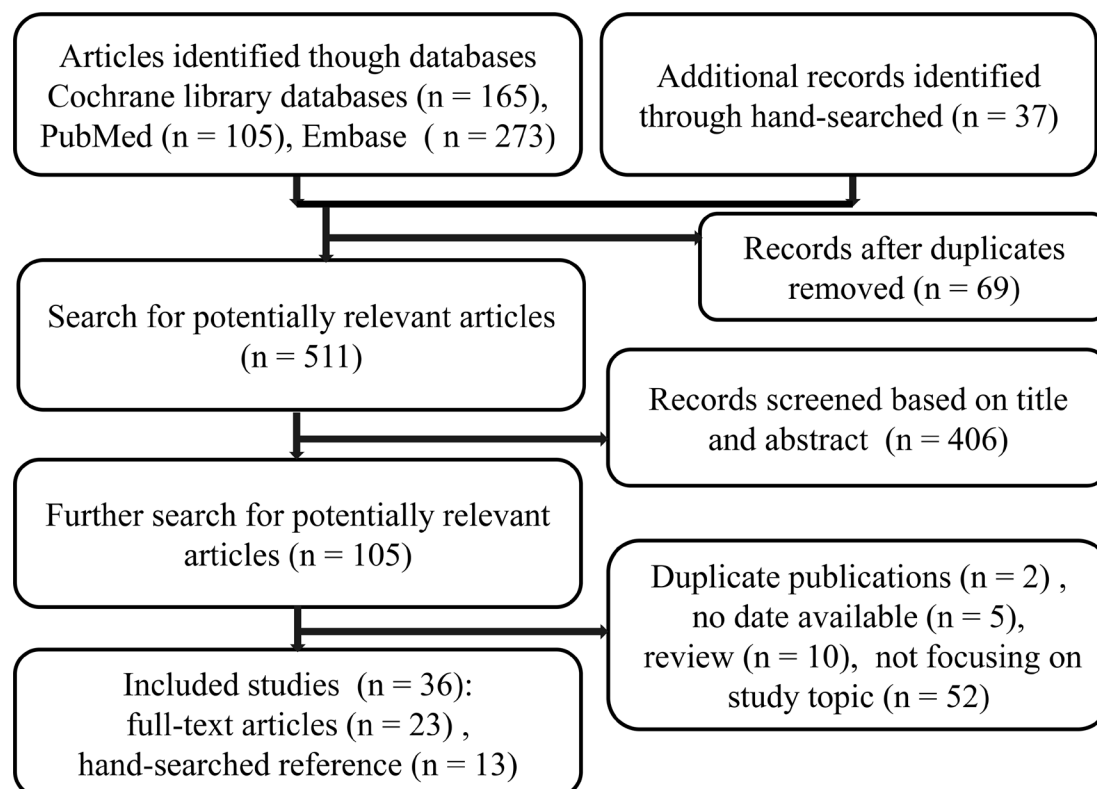 Articles identified though databases
Cochrane library databases (n = 165),
PubMed (n = 105), Embase  ( n = 273)
Additional records identified
through hand-searched (n = 37)
Records after duplicates
removed (n = 69)
Search for potentially relevant articles
(n = 511)
Records screened based on title
and abstract  (n = 406)
Further search for potentially relevant
articles (n = 105)
Duplicate publications (n = 2) ,
no date available (n = 5),
review (n = 10),  not focusing on
study topic (n = 52)
Included studies  (n = 36):
full-text articles (n = 23) ,
hand-searched reference (n = 13)